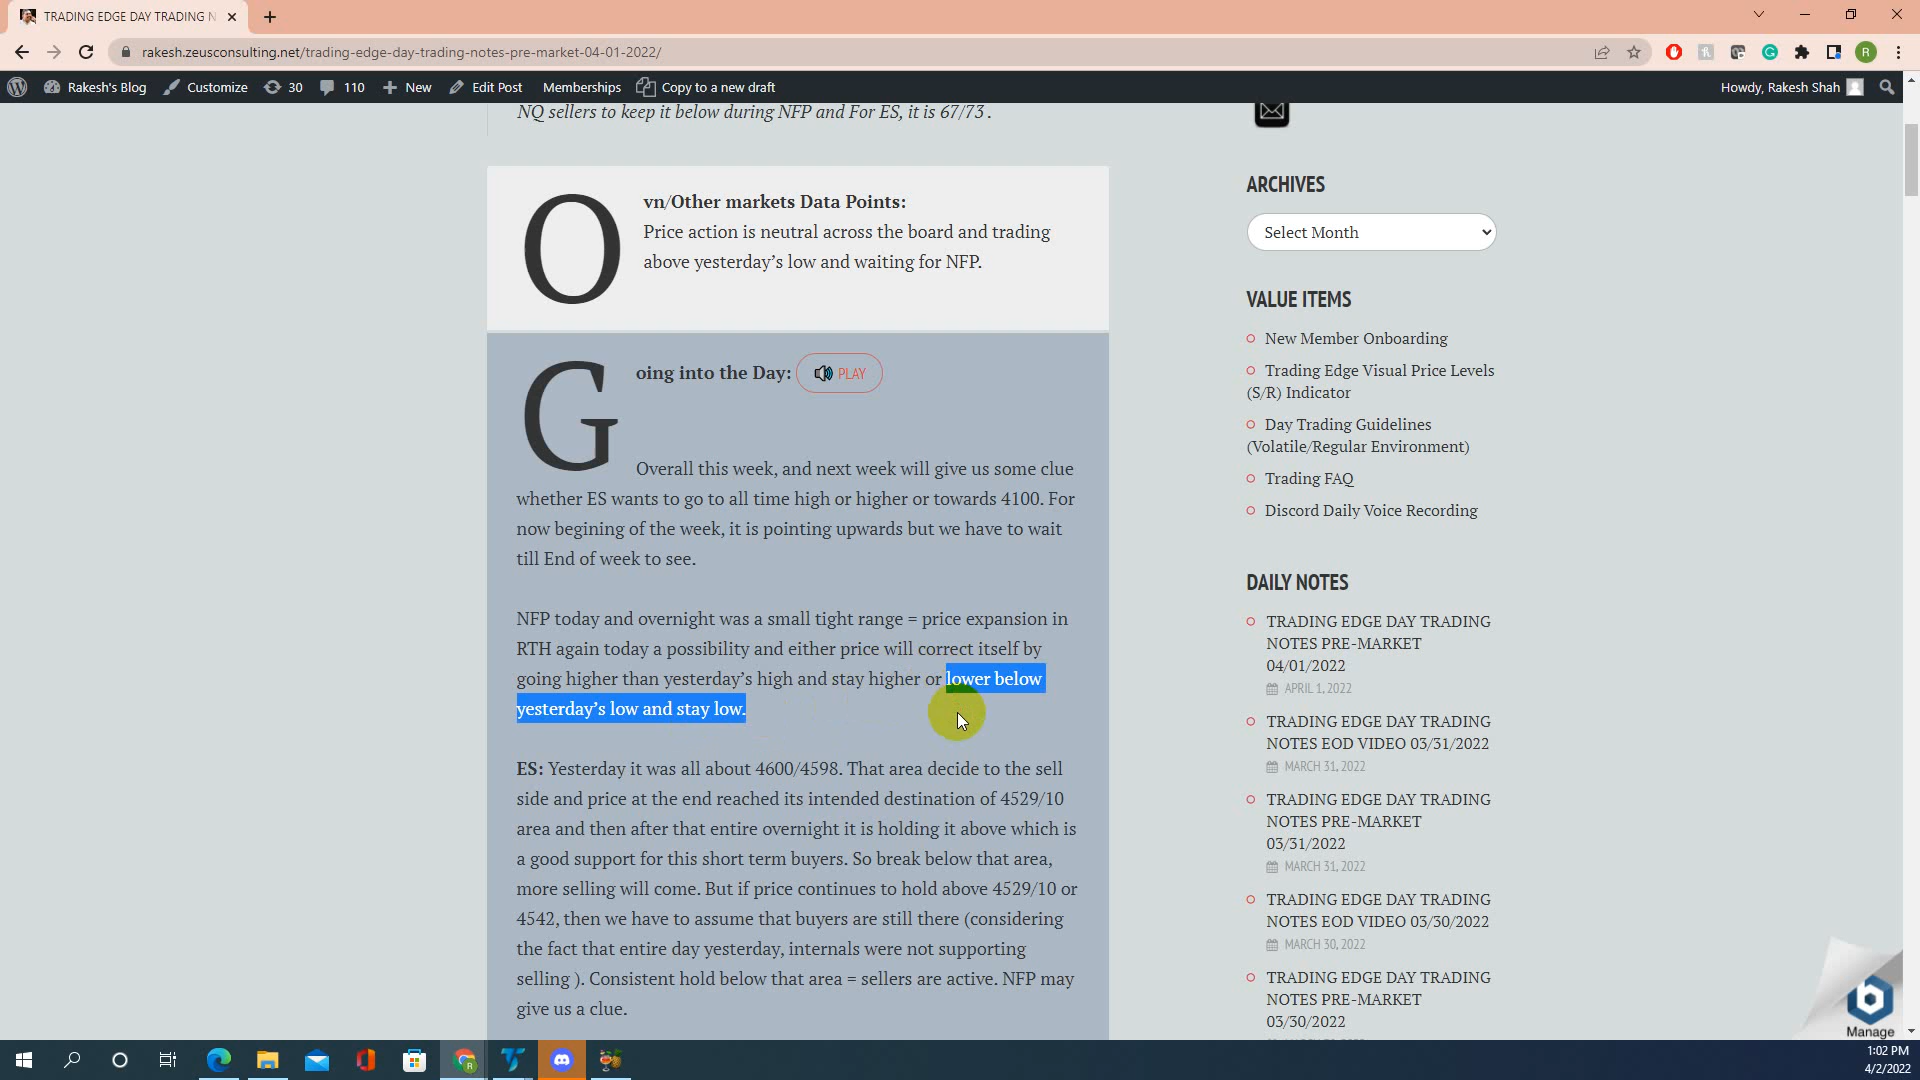 TRADING EDGE DAY TRADING N
rakesh.zeusconsulting.net/trading-edge-day-trading-notes-pre-market-04-01-2022/
Rakesh's Blog Customize 30 110 New Edit Post Memberships Copy to a new draft Howdy, Rakesh Shah
NQ sellers to keep it below during NFP and For ES, it is 67/73 .
Ovn/Other markets Data Points:
Price action is neutral across the board and trading
above yesterday's low and waiting for NFP.
Going into the Day: PLAY
Overall this week, and next week will give us some clue
whether ES wants to go to all time high or higher or towards 4100. For
now begining of the week, it is pointing upwards but we have to wait
till End of week to see.
NFP today and overnight was a small tight range = price expansion in
RTH again today a possibility and either price will correct itself by
going higher than yesterday's high and stay higher or lower below
yesterday's low and stay low.
ES: Yesterday it was all about 4600/4598. That area decide to the sell
side and price at the end reached its intended destination of 4529/10
area and then after that entire overnight it is holding it above which is
a good support for this short term buyers. So break below that area,
more selling will come. But if price continues to hold above 4529/10 or
4542, then we have to assume that buyers are still there (considering
the fact that entire day yesterday, internals were not supporting
selling ). Consistent hold below that area = sellers are active. NFP may
give us a clue.
ARCHIVES
Select Month
VALUE ITEMS
New Member Onboarding
Trading Edge Visual Price Levels
(S/R) Indicator
Day Trading Guidelines
(Volatile/Regular Environment)
Trading FAQ
Discord Daily Voice Recording
DAILY NOTES
TRADING EDGE DAY TRADING
NOTES PRE-MARKET
04/01/2022
APRIL 1, 2022
TRADING EDGE DAY TRADING
NOTES EOD VIDEO 03/31/2022
MARCH 31, 2022
TRADING EDGE DAY TRADING
NOTES PRE-MARKET
03/31/2022
MARCH 31, 2022
TRADING EDGE DAY TRADING
NOTES EOD VIDEO 03/30/2022
MARCH 30, 2022
TRADING EDGE DAY TRADING
NOTES PRE-MARKET
03/30/2022
Manage
1:02 PM
4/2/2022